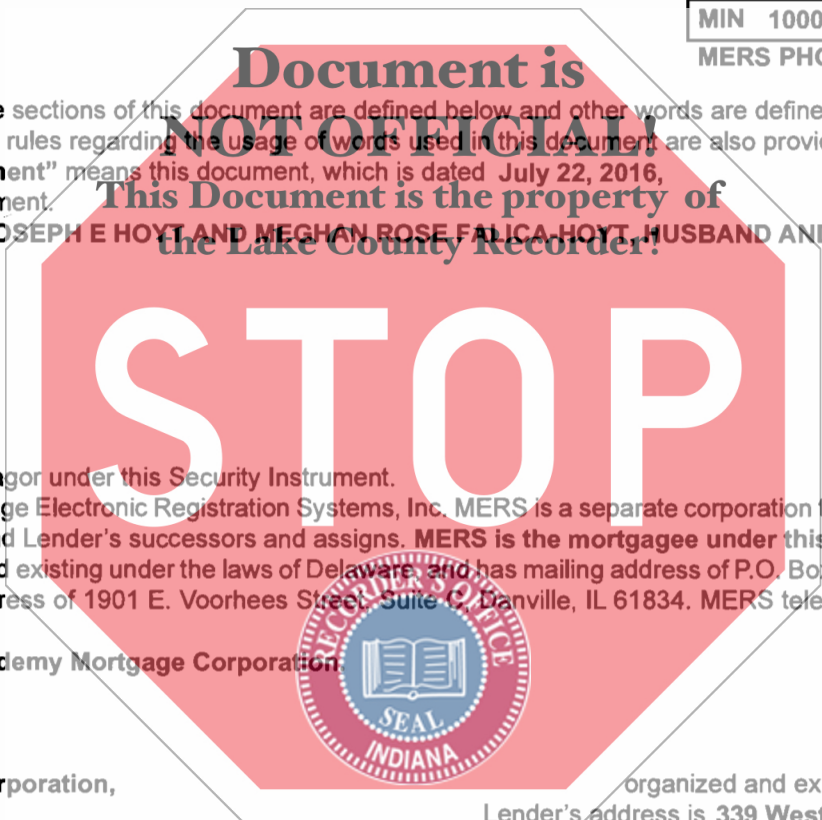 MIN 1000
MERS PHO
Document is
e sections of this document are defined below and other words are define
NOT OFFICIAL!
rules regarding the usage of words used in this document are also provi
ent” means this document, which is dated July 22, 2016,
This Document is the property of
ment.
OSEPH E HOYT AND MEGHAN ROSE FALICA-HOYT, HUSBAND AN
the Lake County Recorder!
STOP
agor under this Security Instrument.
ge Electronic Registration Systems, Inc. MERS is a separate corporation t
d Lender’s successors and assigns. MERS is the mortgagee under this
d existing under the laws of Delaware, and has mailing address of P.O. Bo
ress of 1901 E. Voorhees Street, Suite C, Danville, IL 61834. MERS tele
RECORDER'S OFFICE
demy Mortgage Corporation
SEAL
INDIANA
rporation,
organized and ex
Lender’s address is 339 West